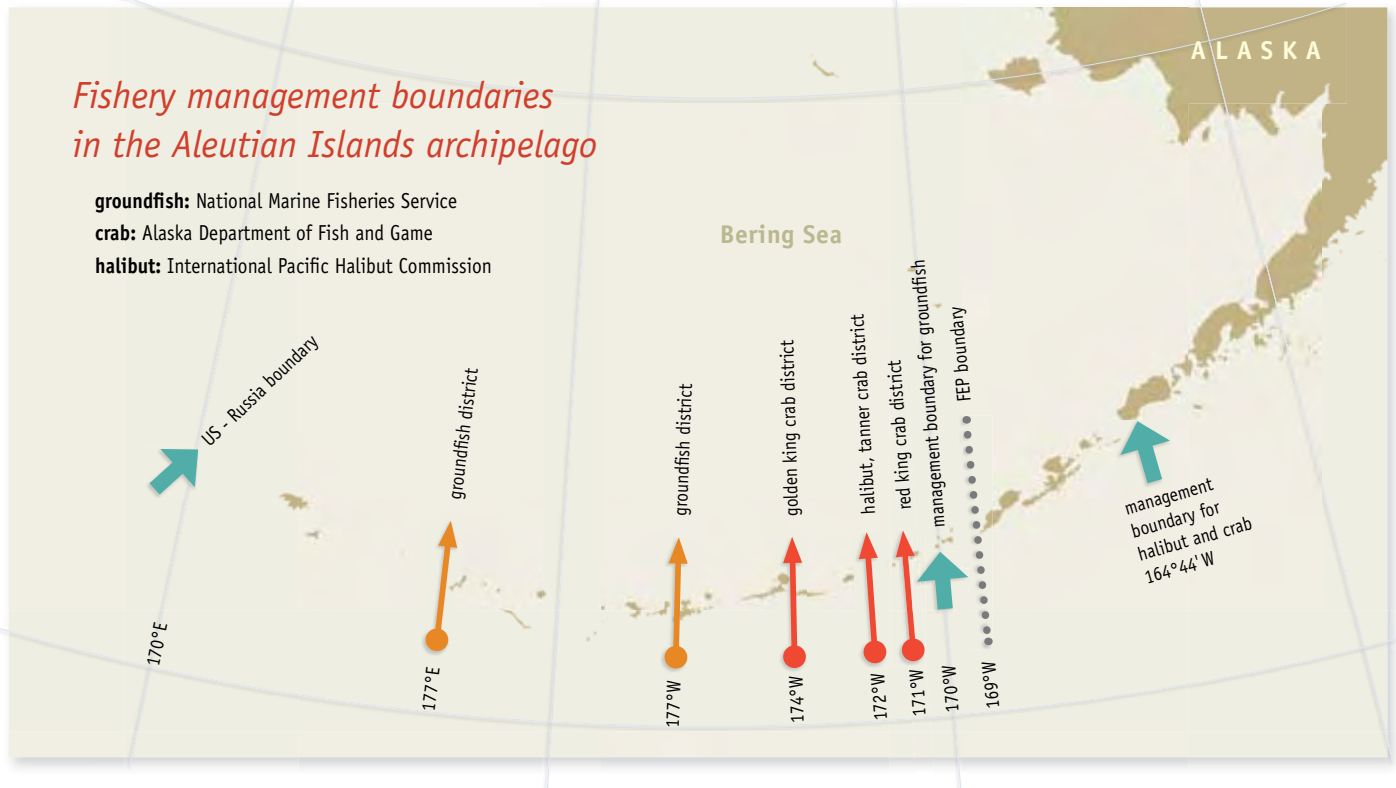 ALASKA
Fishery management boundaries
in the Aleutian Islands archipelago
groundfish: National Marine Fisheries Service
crab: Alaska Department of Fish and Game
halibut: International Pacific Halibut Commission
Bering Sea
US - Russia boundary
groundfish district
groundfish district
golden king crab district
halibut, tanner crab district
red king crab district
management boundary for groundfish
FEP boundary
management
boundary for
halibut and crab
164°44' W
170°E
177°E
177°W
174°W
172°W
171°W
170°W
169°W